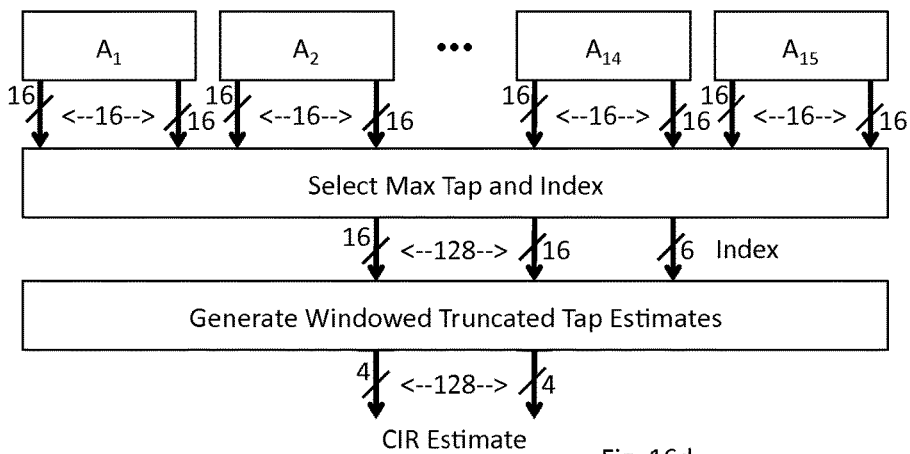 A1 A2 ••• A14 A15
16 <--16--> 16 16 <--16--> 16 16 <--16--> 16 16 <--16--> 16
Select Max Tap and Index
16 <--128--> 16 6 Index
Generate Windowed Truncated Tap Estimates
4 <--128--> 4
CIR Estimate